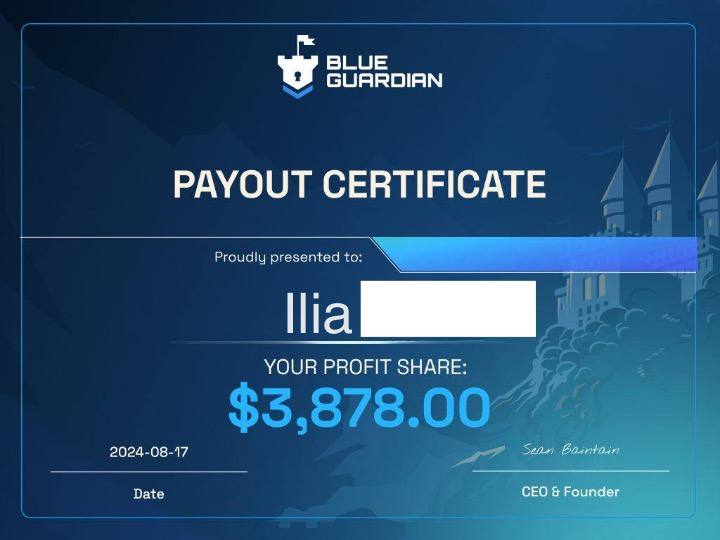 BLUE
GUARDIAN
PAYOUT CERTIFICATE
Proudly presented to:
Ilia
YOUR PROFIT SHARE:
$3,878.00
2024-08-17
Sean Baintain
Date
CEO & Founder